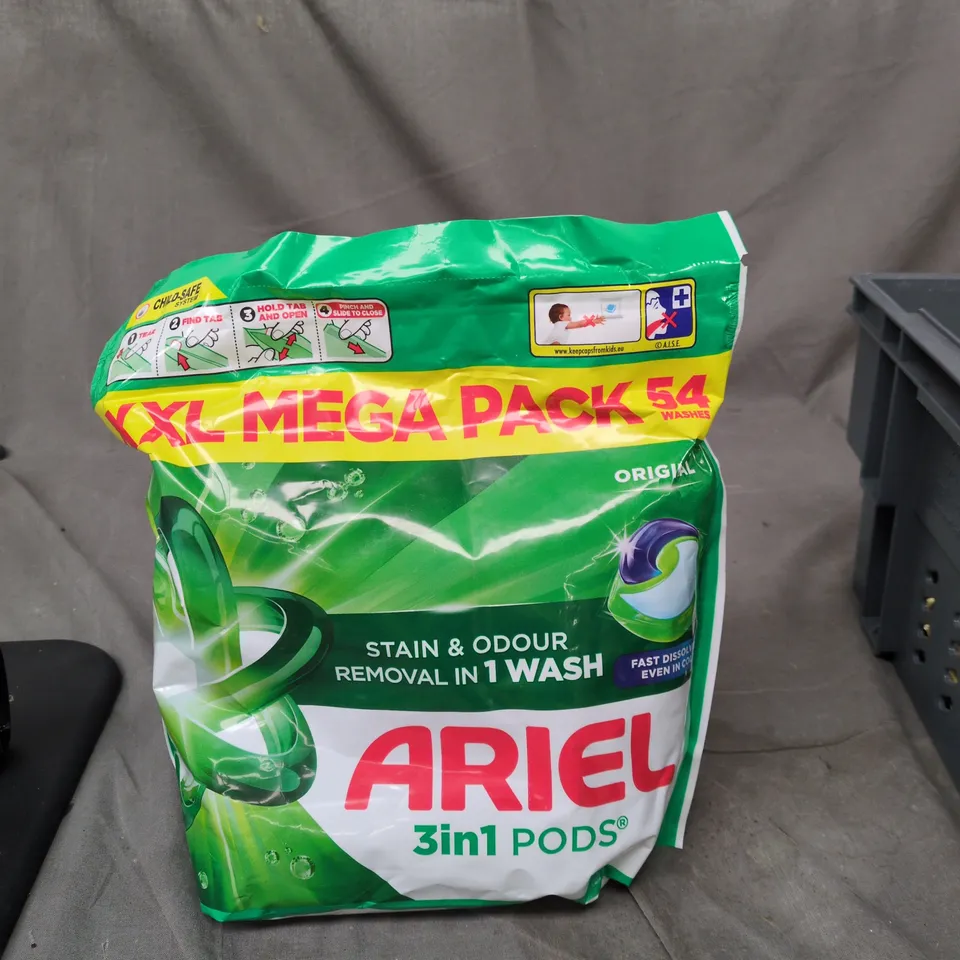 CHILD-SAFE
SYSTEM
1 TEAR
2 FIND TAB
3 HOLD TAB
AND OPEN
4 PINCH AND
SLIDE TO CLOSE
www.keepcapsfromkids.eu
© A.I.S.E.
XXL MEGA PACK 54
WASHES
ORIGINAL
STAIN & ODOUR
REMOVAL IN 1 WASH
FAST
EVEN IN
ARIEL
3in1 PODS®